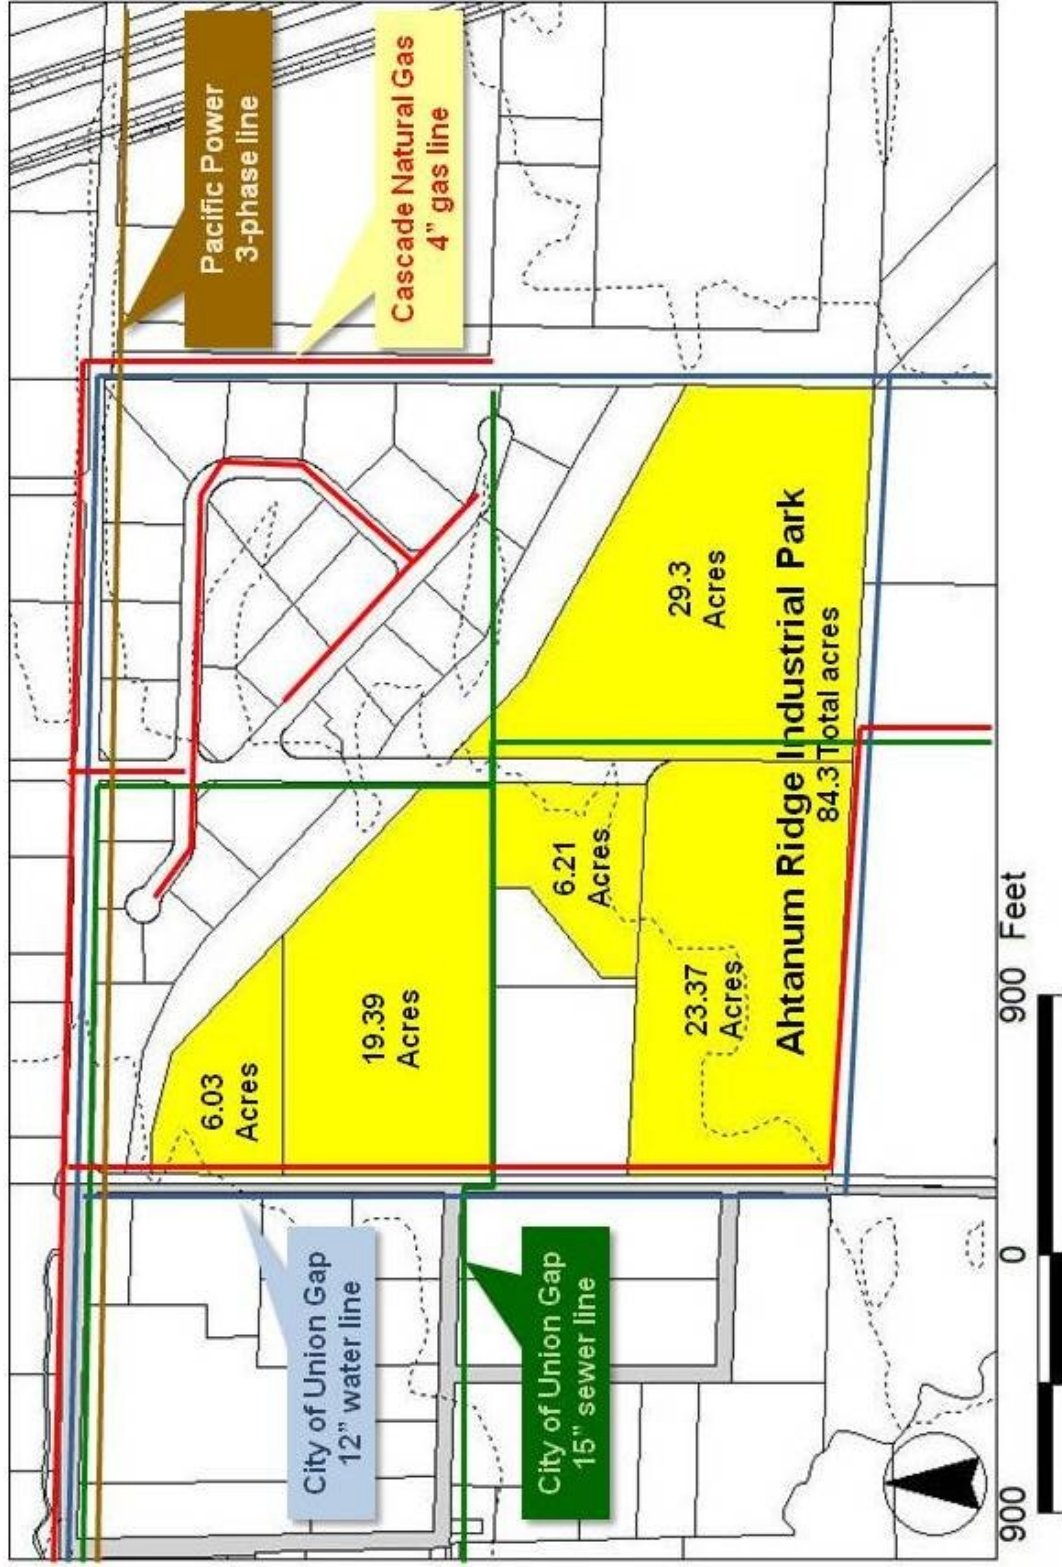 Pacific Power
3-phase line
Cascade Natural Gas
4” gas line
City of Union Gap
12” water line
City of Union Gap
15” sewer line
6.03
Acres
19.39
Acres
6.21
Acres
29.3
Acres
23.37
Acres
Ahtanum Ridge Industrial Park
84.3 Total acres
900 0 900 Feet